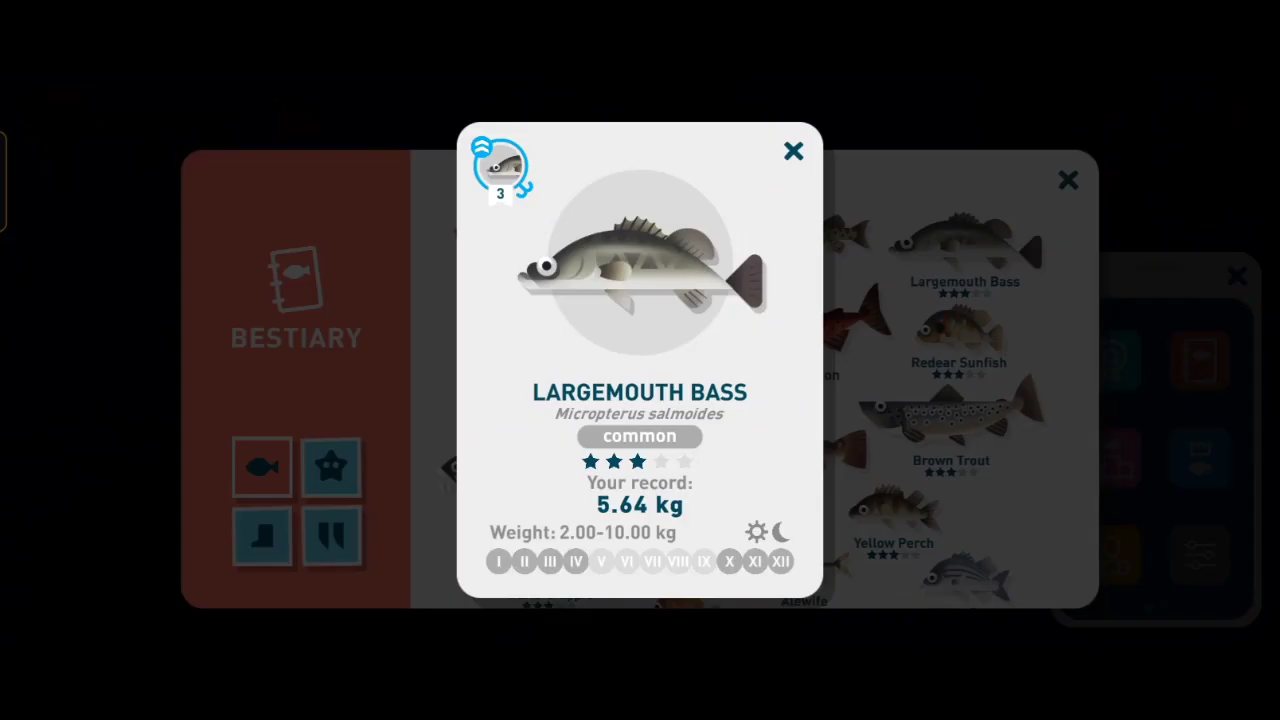 BESTIARY
3
LARGEMOUTH BASS
Micropterus salmoides
common
Your record:
5.64 kg
Weight: 2.00-10.00 kg
I II III IV V VI VII VIII IX X XI XII
Largemouth Bass
Redear Sunfish
on
Brown Trout
Yellow Perch
Alewife